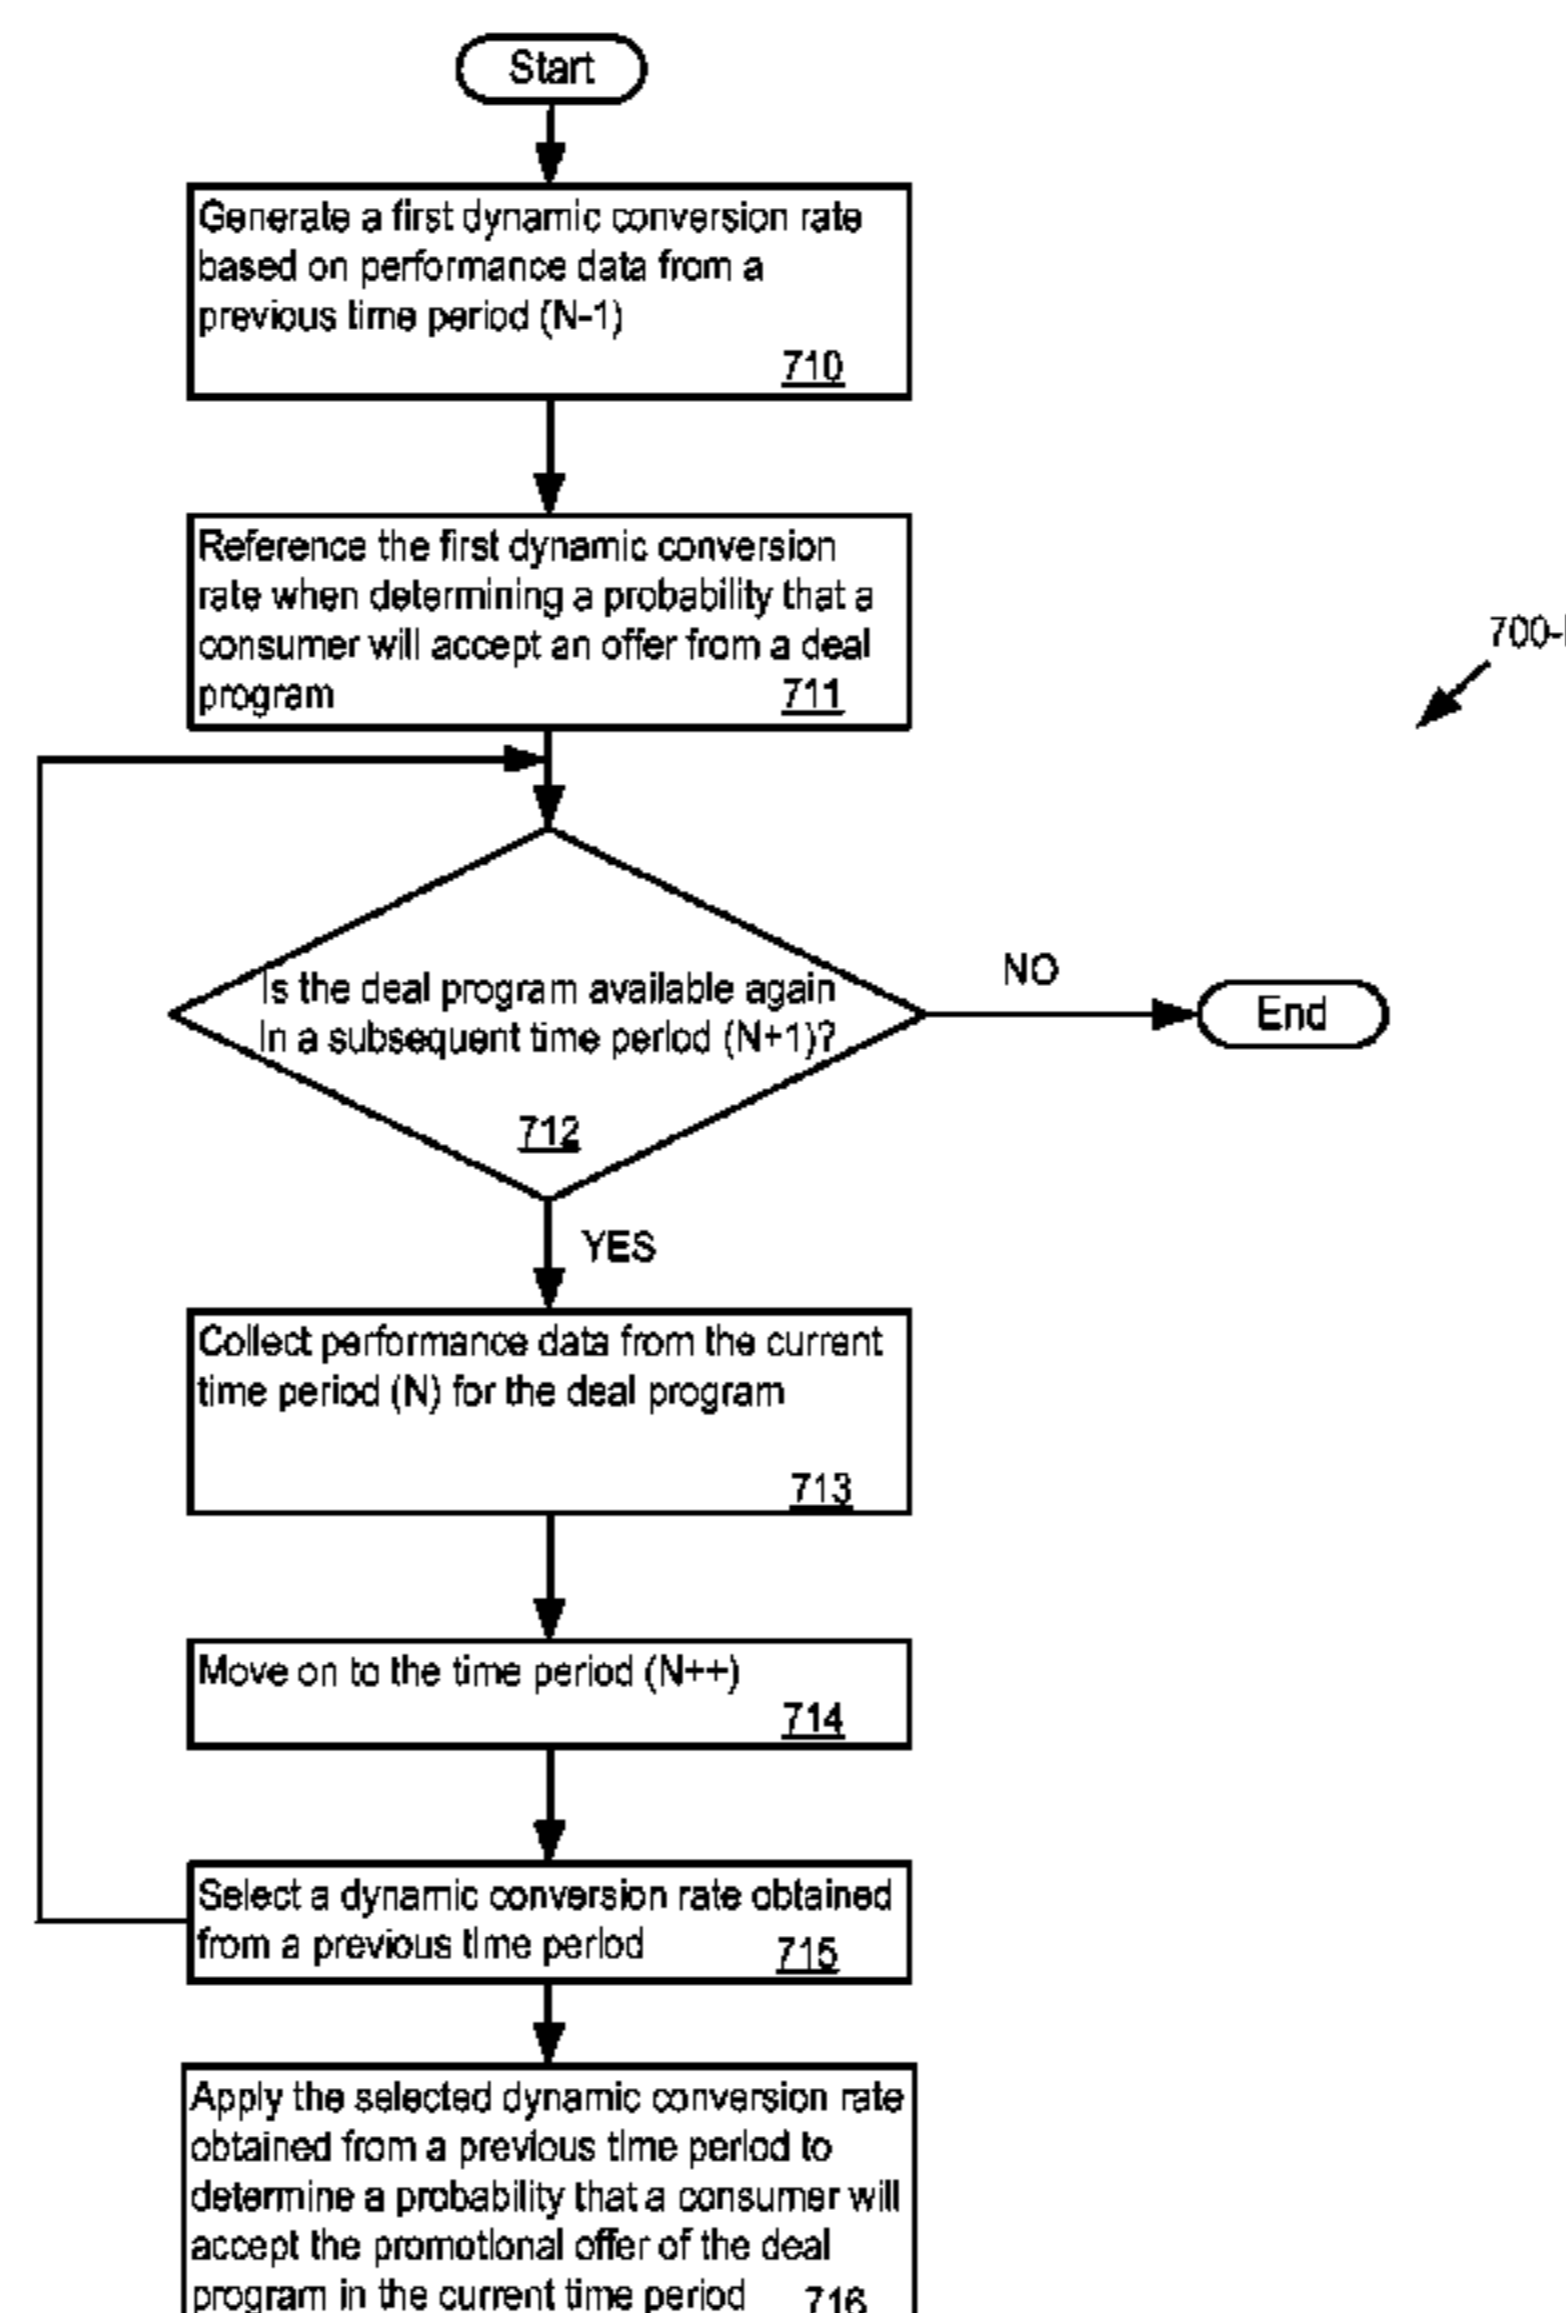 Start
Generate a first dynamic conversion rate
based on performance data from a
previous time period (N-1)
710
Reference the first dynamic conversion
rate when determining a probability that a
consumer will accept an offer from a deal
program 711
700-
Is the deal program available again
in a subsequent time period (N+1)?
712
NO
End
YES
Collect performance data from the current
time period (N) for the deal program
713
Move on to the time period (N++)
714
Select a dynamic conversion rate obtained
from a previous time period 715
Apply the selected dynamic conversion rate
obtained from a previous time period to
determine a probability that a consumer will
accept the promotional offer of the deal
program in the current time period 716